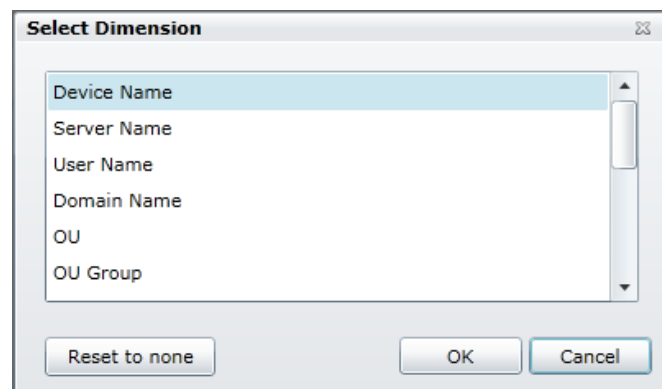 Select Dimension
Device Name
Server Name
User Name
Domain Name
OU
OU Group
Reset to none OK Cancel